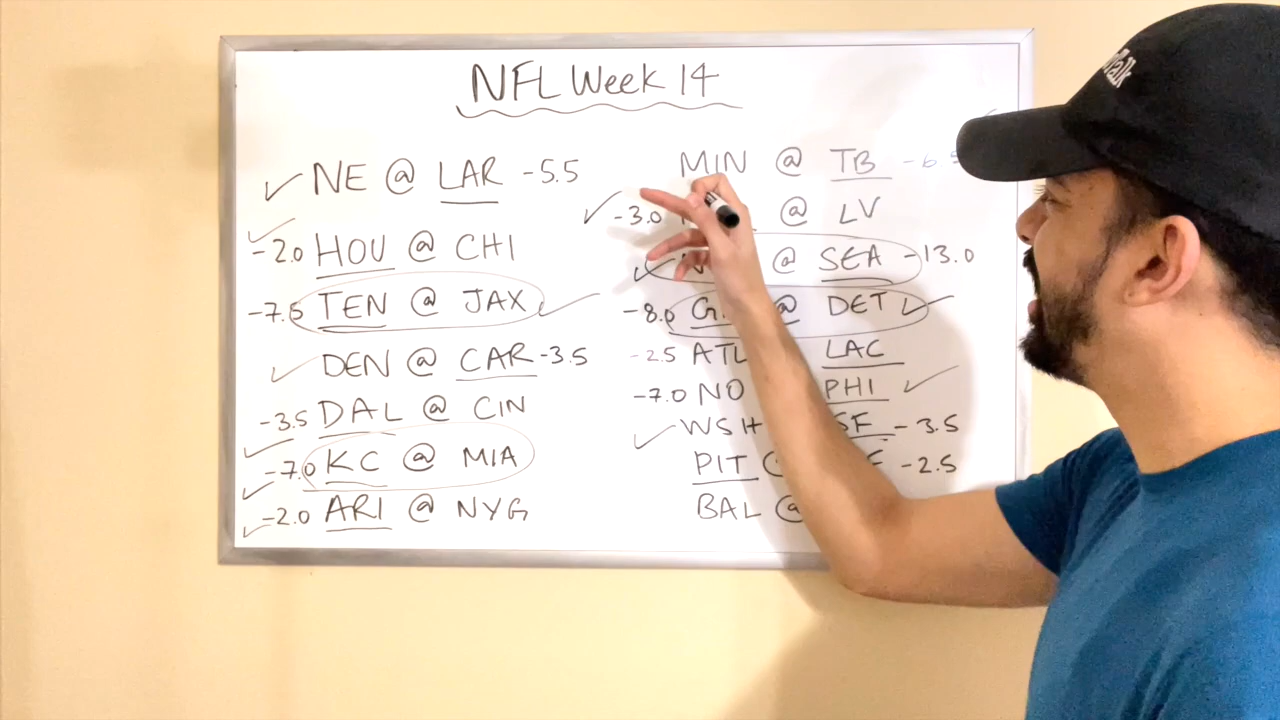 NFL Week 14
NE @ LAR -5.5
-2.0 HOU @ CHI
-7.5 TEN @ JAX
DEN @ CAR -3.5
-3.5 DAL @ CIN
-7.0 KC @ MIA
-2.0 ARI @ NYG
MIN @ TB
-3.0 @ LV
@ SEA -13.0
-8.0 @ DET
-2.5 ATL LAC
-7.0 NO PHI
WSH SF -3.5
PIT -2.5
BAL @